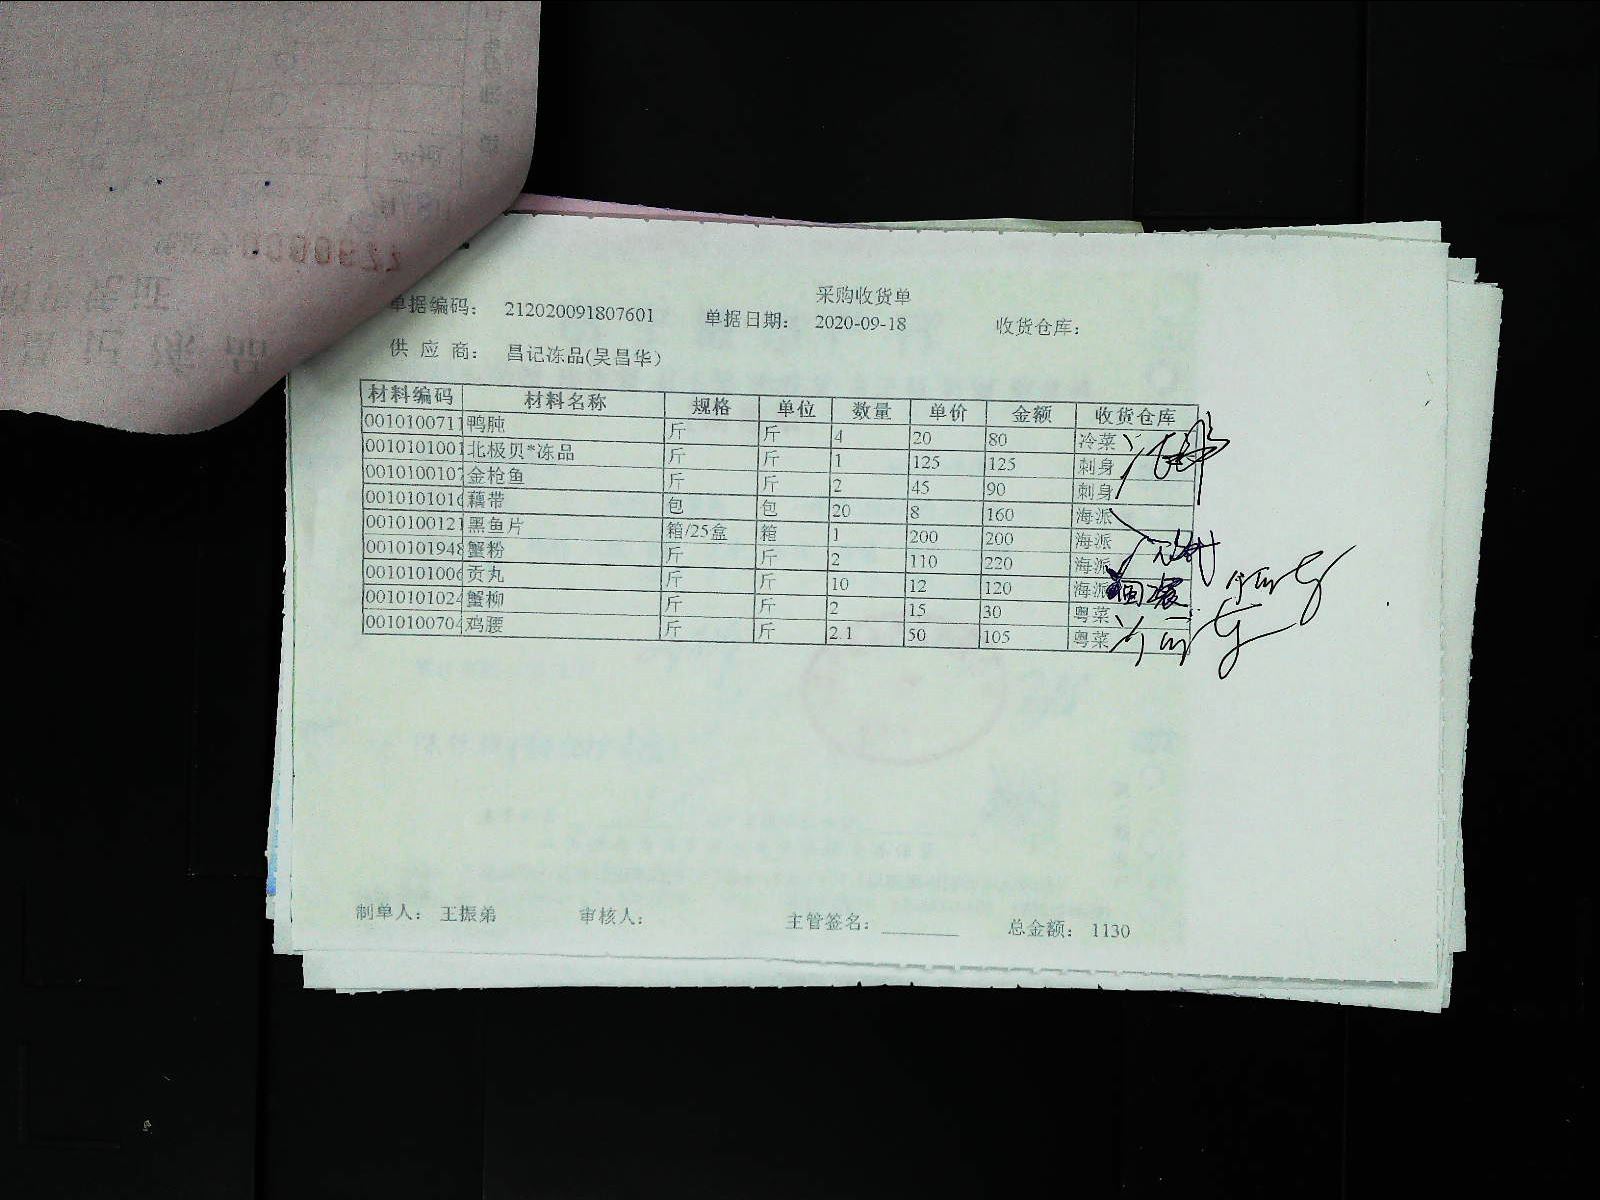 采购收货单
单据编码： 212020091807601 单据日期： 2020-09-18 收货仓库：
供 应 商： 昌记冻品(吴昌华)
材料编码 材料名称 规格 单位 数量 单价 金额 收货仓库
0010100711 鸭肫 斤 斤 4 20 80 冷菜
0010101001 北极贝*冻品 斤 斤 1 125 125 刺身
0010100107 金枪鱼 斤 斤 2 45 90 刺身
0010101016 藕带 包 包 20 8 160 海派
0010100121 黑鱼片 箱/25盒 箱 1 200 200 海派
0010101948 蟹粉 斤 斤 2 110 220 海派
0010101006 贡丸 斤 斤 10 12 120 海派
0010101024 蟹柳 斤 斤 2 15 30 粤菜
0010100704 鸡腰 斤 斤 2.1 50 105 粤菜
制单人： 王振弟 审核人： 主管签名： 总金额： 1130